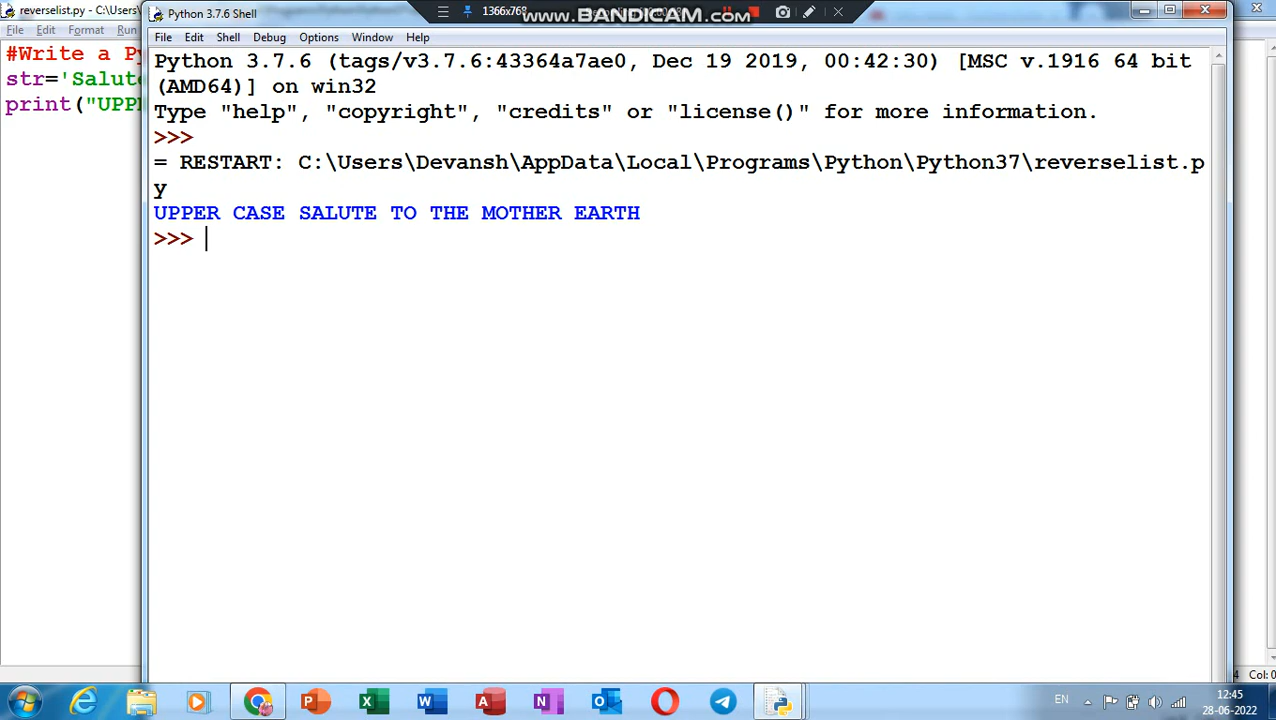 reverselist.py - C:\Users\
Python 3.7.6 Shell
1366x768
www.BANDICAM.com
File Edit Format Run
File Edit Shell Debug Options Window Help
#Write a Py
str='Salute
print("UPPE
Python 3.7.6 (tags/v3.7.6:43364a7ae0, Dec 19 2019, 00:42:30) [MSC v.1916 64 bit
(AMD64)] on win32
Type "help", "copyright", "credits" or "license()" for more information.
>>>
= RESTART: C:\Users\Devansh\AppData\Local\Programs\Python\Python37\reverselist.p
y
UPPER CASE SALUTE TO THE MOTHER EARTH
>>>
4 Col: 0
EN
12:45
28-06-2022